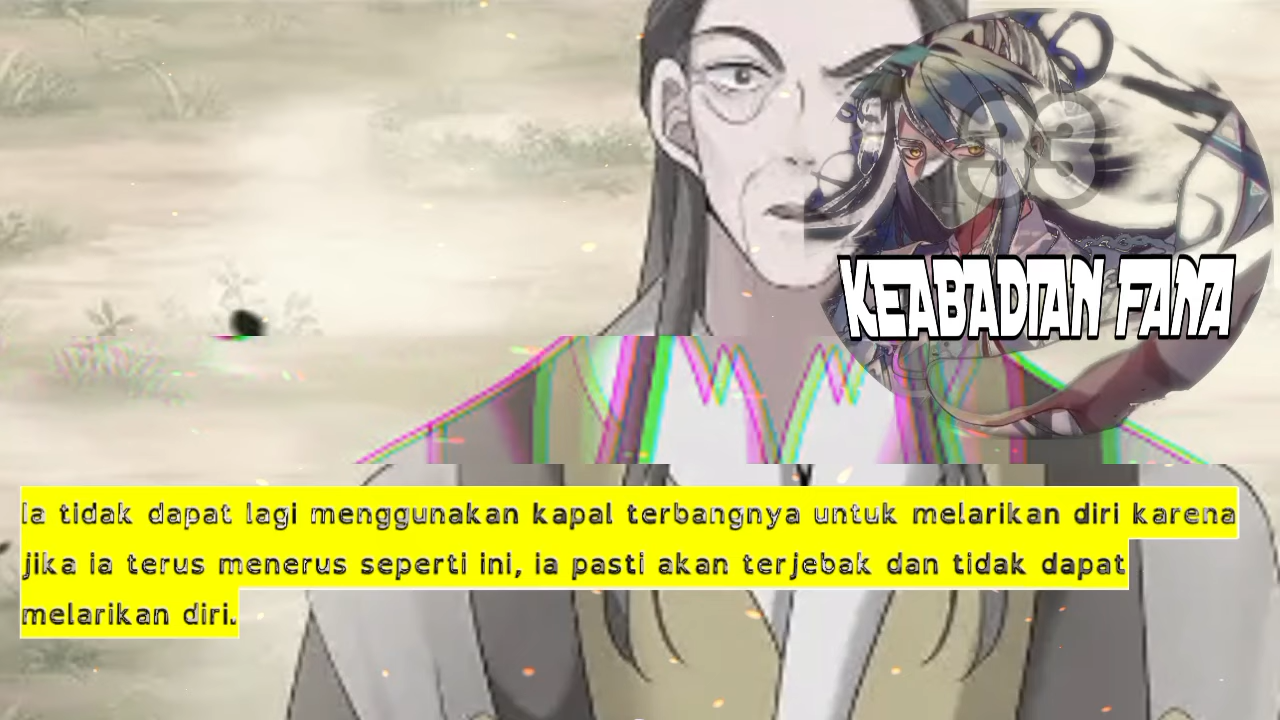 33
KEABADIAN FANA
Ia tidak dapat lagi menggunakan kapal terbangnya untuk melarikan diri karena
jika ia terus menerus seperti ini, ia pasti akan terjebak dan tidak dapat
melarikan diri.